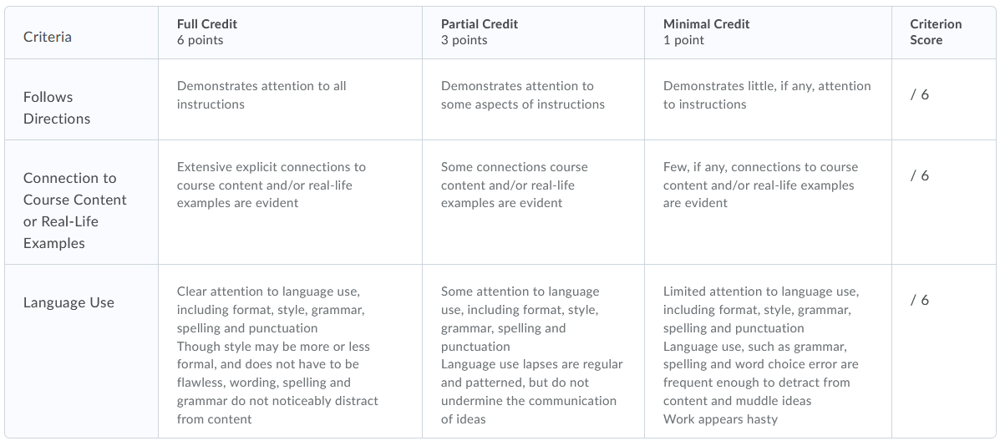 Criteria
Full Credit
6 points
Partial Credit
3 points
Minimal Credit
1 point
Criterion
Score
Follows
Directions
Demonstrates attention to all
instructions
Demonstrates attention to
some aspects of instructions
Demonstrates little, if any, attention
to instructions
/ 6
Connection to
Course Content
or Real-Life
Examples
Extensive explicit connections to
course content and/or real-life
examples are evident
Some connections course
content and/or real-life
examples are evident
Few, if any, connections to course
content and/or real-life examples
are evident
/ 6
Language Use
Clear attention to language use,
including format, style, grammar,
spelling and punctuation
Though style may be more or less
formal, and does not have to be
flawless, wording, spelling and
grammar do not noticeably distract
from content
Some attention to language
use, including format, style,
grammar, spelling and
punctuation
Language use lapses are regular
and patterned, but do not
undermine the communication
of ideas
Limited attention to language use,
including format, style, grammar,
spelling and punctuation
Language use, such as grammar,
spelling and word choice error are
frequent enough to detract from
content and muddle ideas
Work appears hasty
/ 6